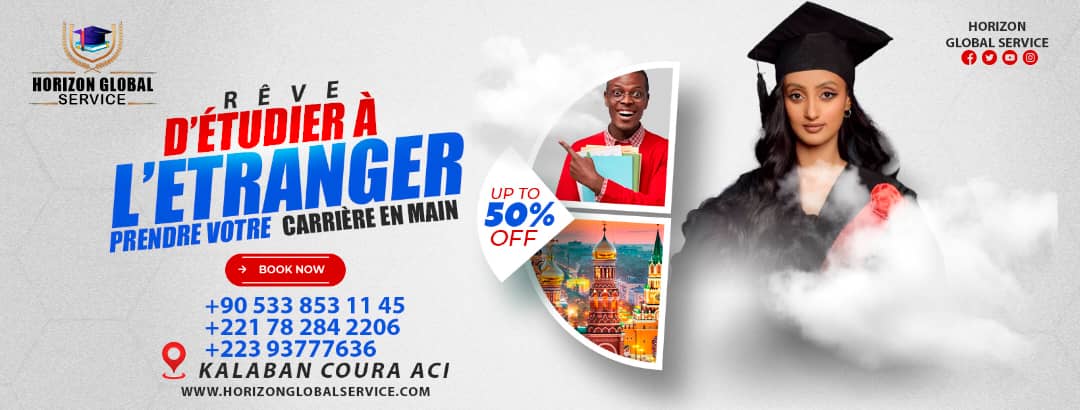 HORIZON GLOBAL
SERVICE
RÊVE
D'ÉTUDIER À
L'ETRANGER
PRENDRE VOTRE CARRIÈRE EN MAIN
BOOK NOW
+90 533 853 11 45
+221 78 284 2206
+223 93777636
KALABAN COURA ACI
WWW.HORIZONGLOBALSERVICE.COM
UP TO
50%
OFF
HORIZON
GLOBAL SERVICE